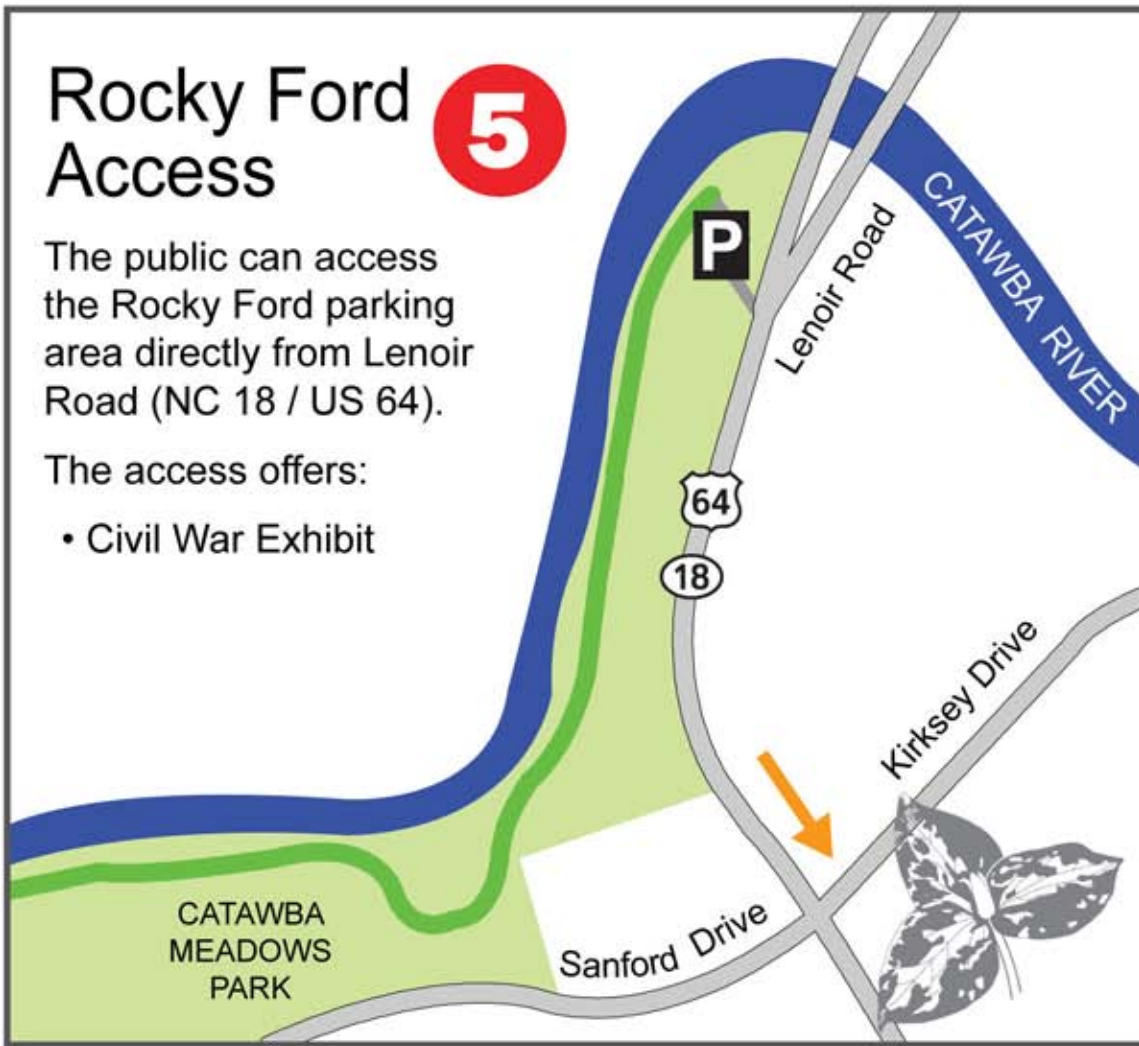 Rocky Ford
Access
5
The public can access
the Rocky Ford parking
area directly from Lenoir
Road (NC 18 / US 64).
The access offers:
• Civil War Exhibit
P
Lenoir Road
CATAWBA RIVER
64
18
Kirksey Drive
Sanford Drive
CATAWBA
MEADOWS
PARK